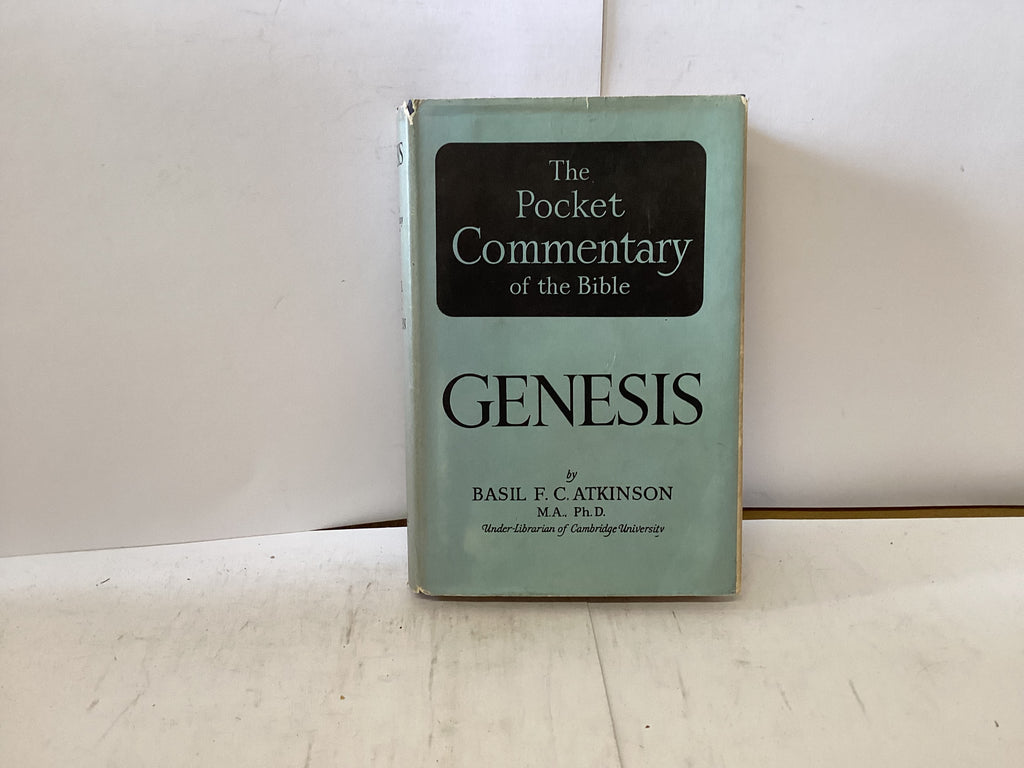 The
Pocket
Commentary
of the Bible
GENESIS
by
BASIL F. C. ATKINSON
M.A., Ph.D.
Under-Librarian of Cambridge University